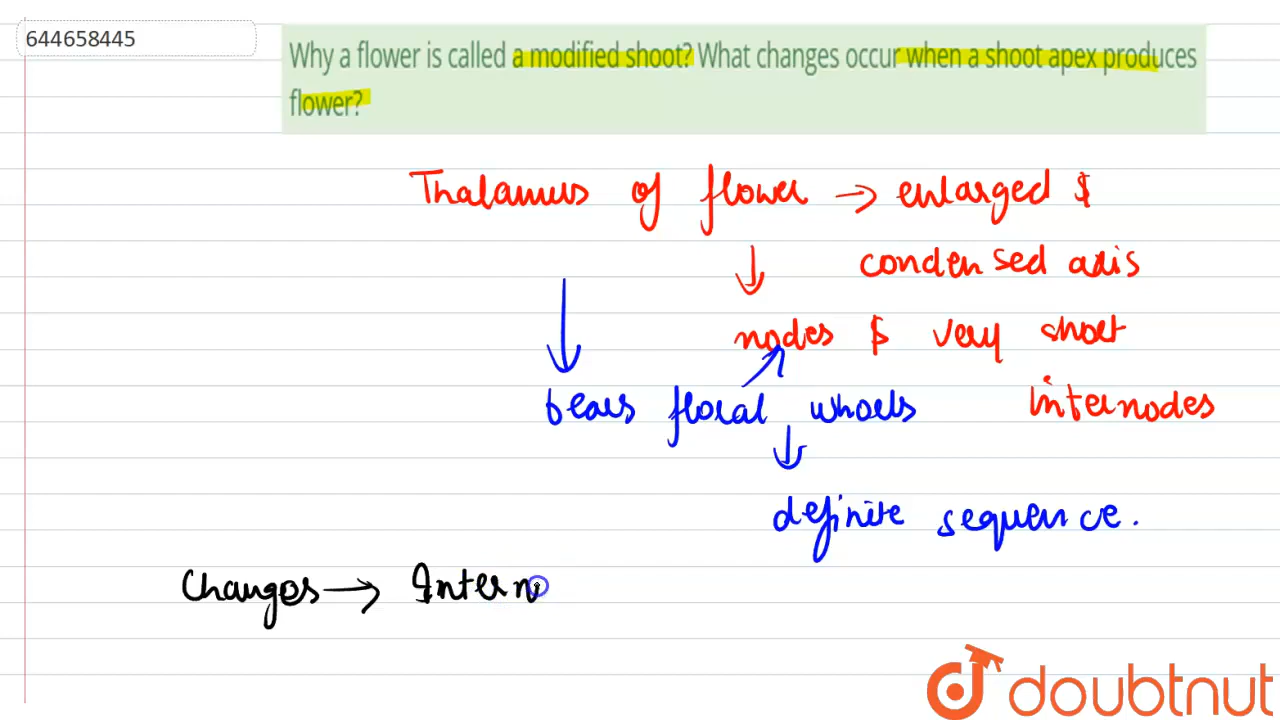 644658445
Why a flower is called a modified shoot? What changes occur when a shoot apex produces
flower?
Thalamus of flower → enlarged &
↓ condensed axis
↓ nodes & very short
bears floral whorls internodes
↓
definite sequence.
Changes → Intern
doubtnut